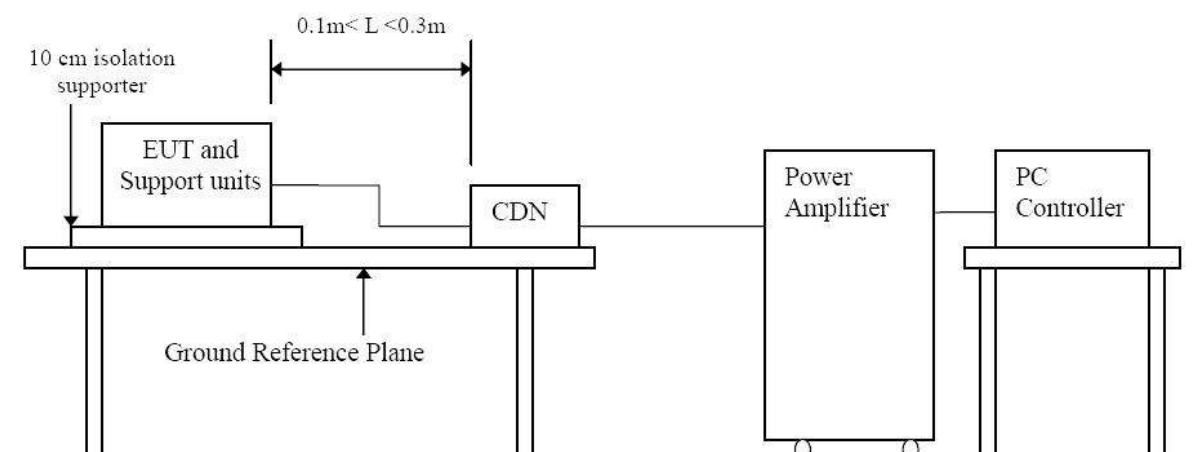 0.1m< L <0.3m
10 cm isolation
supporter
EUT and
Support units
CDN
Power
Amplifier
PC
Controller
Ground Reference Plane